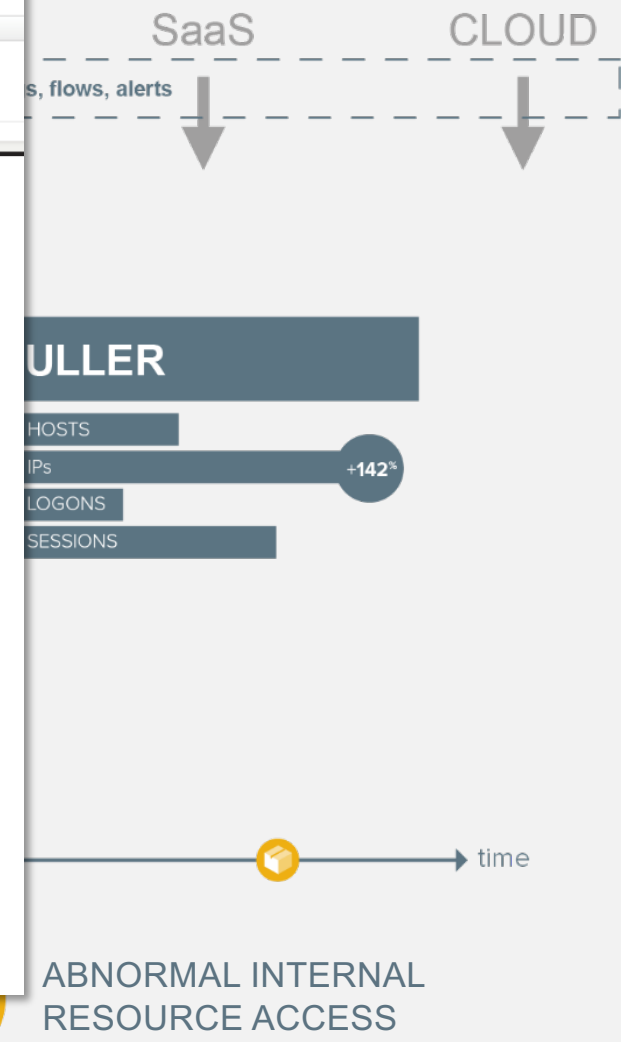 SaaS CLOUD
s, flows, alerts
ULLER
HOSTS
IPs +142%
LOGONS
SESSIONS
time
ABNORMAL INTERNAL
RESOURCE ACCESS